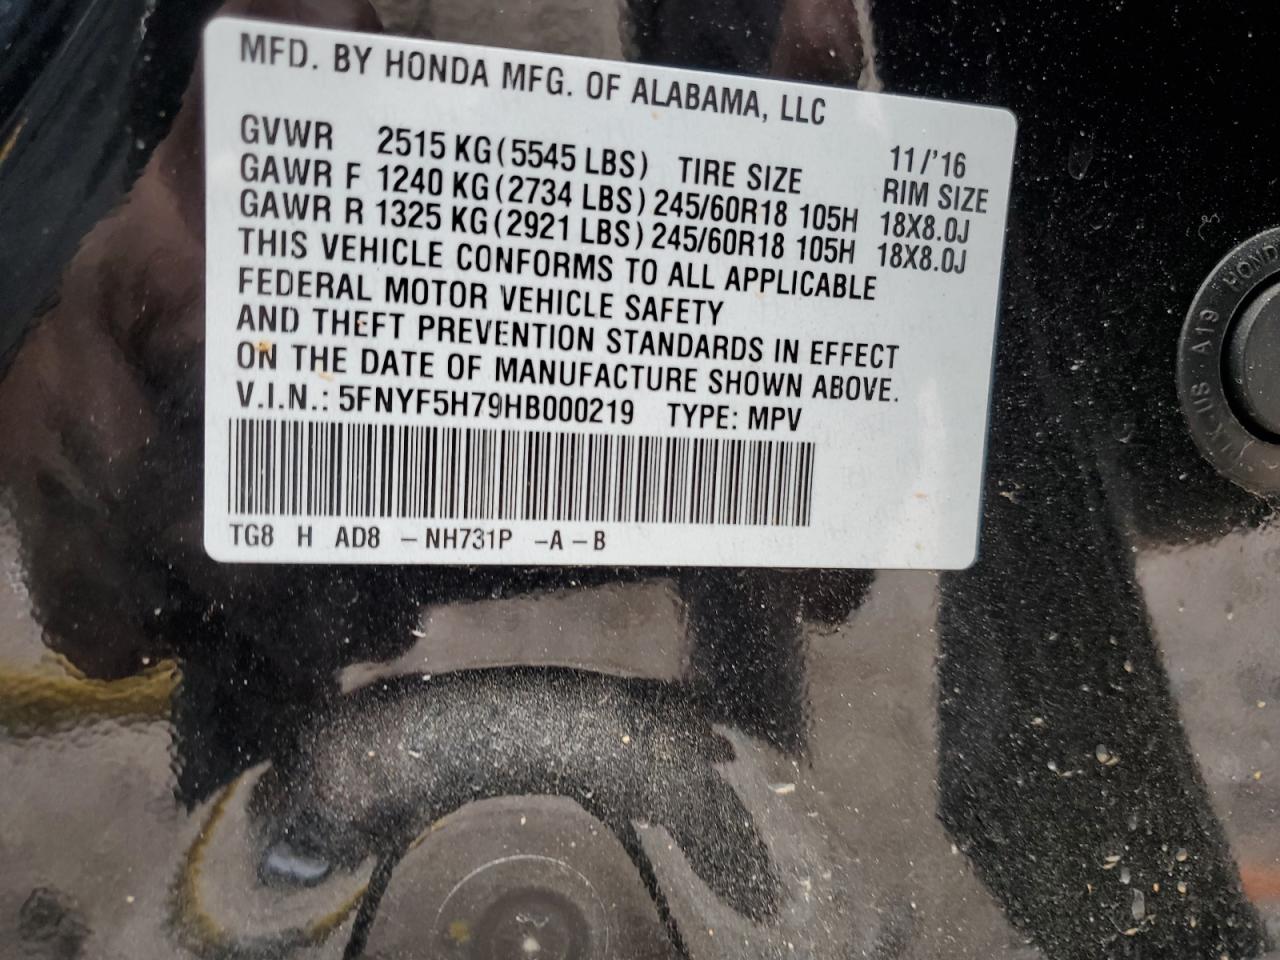 MFD. BY HONDA MFG. OF ALABAMA, LLC
11/'16
GVWR 2515 KG (5545 LBS) TIRE SIZE RIM SIZE
GAWR F 1240 KG (2734 LBS) 245/60R18 105H 18X8.0J
GAWR R 1325 KG (2921 LBS) 245/60R18 105H 18X8.0J
THIS VEHICLE CONFORMS TO ALL APPLICABLE
FEDERAL MOTOR VEHICLE SAFETY
AND THEFT PREVENTION STANDARDS IN EFFECT
ON THE DATE OF MANUFACTURE SHOWN ABOVE.
V.I.N.: 5FNYF5H79HB000219 TYPE: MPV
TG8 H AD8 - NH731P - A - B
US A19 HONDA